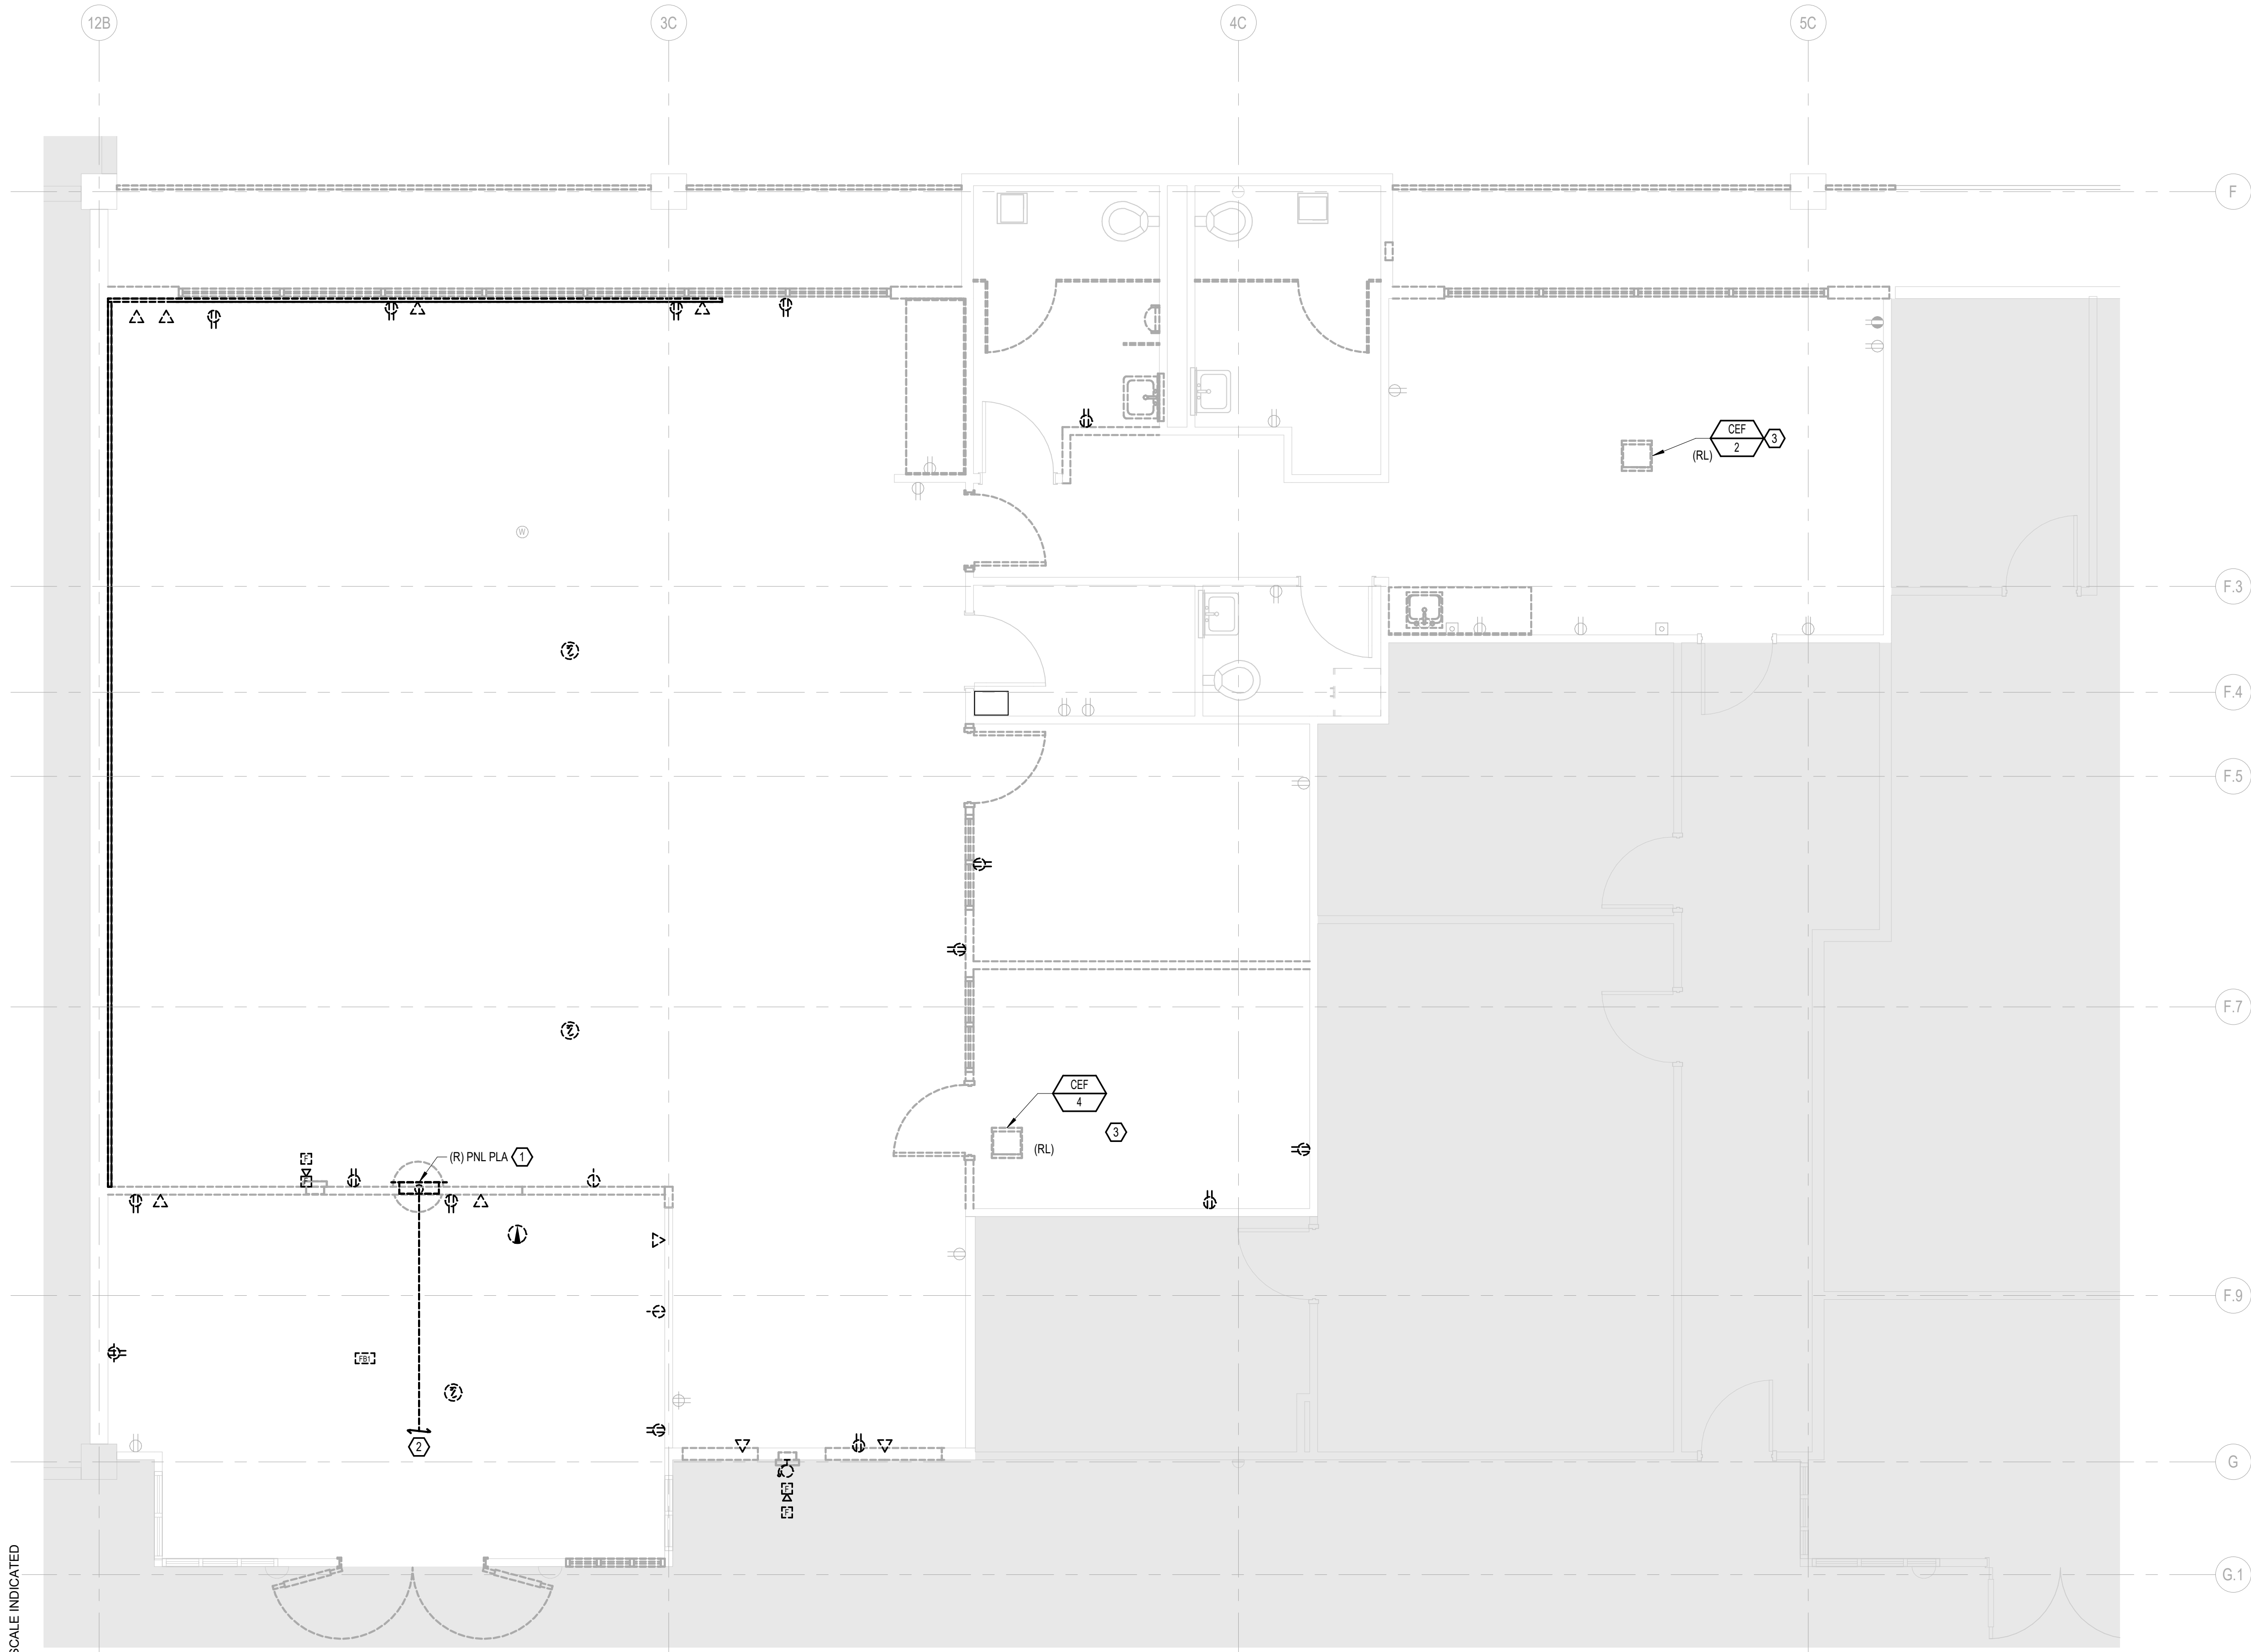 12B
3C
4C
5C
F
CEF
2
3
(RL)
W
F.3
F.4
F.5
F.7
CEF
4
3
(RL)
(R) PNL PLA
1
F
F.9
FB1
2
G
F
F
G.1
SCALE INDICATED